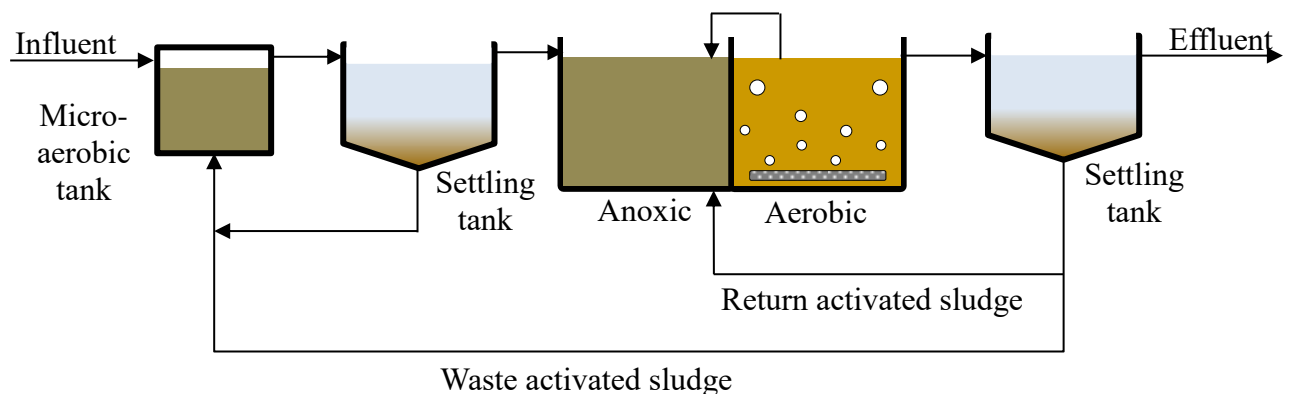 Influent
Effluent
Micro-
aerobic
tank
Settling
tank
Anoxic
Aerobic
Settling
tank
Return activated sludge
Waste activated sludge